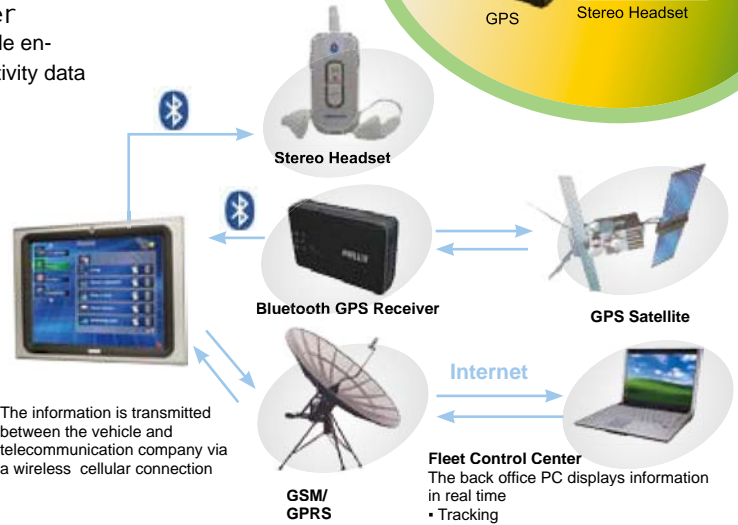 er
le en-
tivity data
GPS
Stereo Headset
Stereo Headset
Bluetooth GPS Receiver
GPS Satellite
Internet
The information is transmitted
between the vehicle and
telecommunication company via
a wireless  cellular connection
GSM/
GPRS
Fleet Control Center
The back office PC displays information
in real time
▪ Tracking